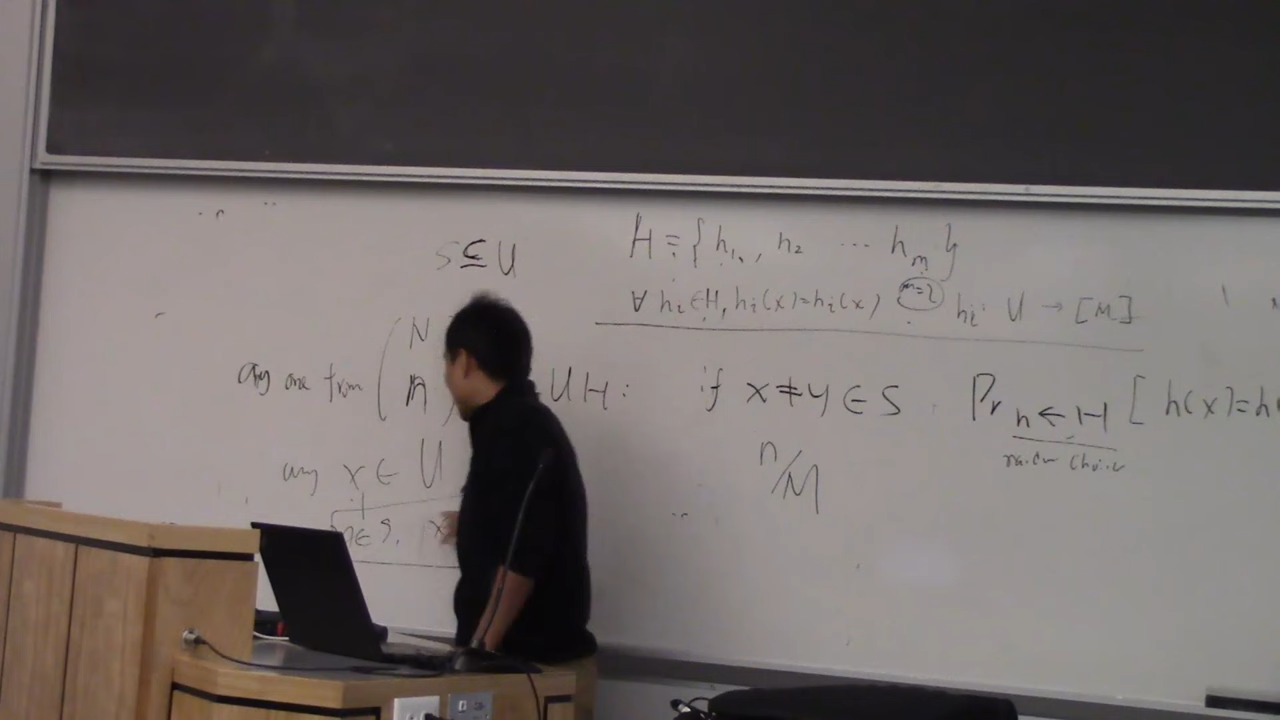 S ⊆ U
any one from ( N
n
any x ∈ U
∈ S, x
H = { h₁, h₂ ⋯ hₘ }
∀ hᵢ ∈ H, hᵢ(x) = hᵢ(x) m=2 hᵢ: U → [M]
UH: if x ≠ y ∈ S . Pr h ← H [ h(x) = h
random choice
n/M